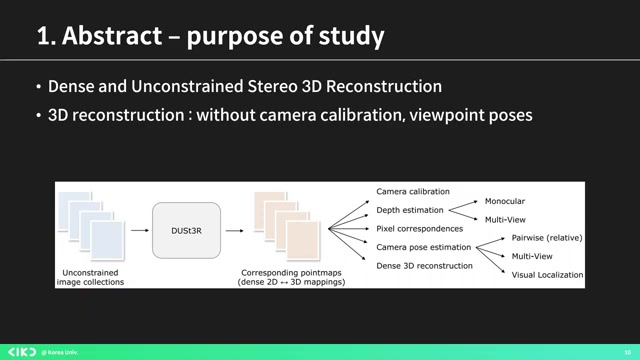 1. Abstract – purpose of study
• Dense and Unconstrained Stereo 3D Reconstruction
• 3D reconstruction : without camera calibration, viewpoint poses
Unconstrained
image collections
DUSt3R
Corresponding pointmaps
(dense 2D ↔ 3D mappings)
Camera calibration
Depth estimation
Pixel correspondences
Camera pose estimation
Dense 3D reconstruction
Monocular
Multi-View
Pairwise (relative)
Multi-View
Visual Localization
@ Korea Univ.